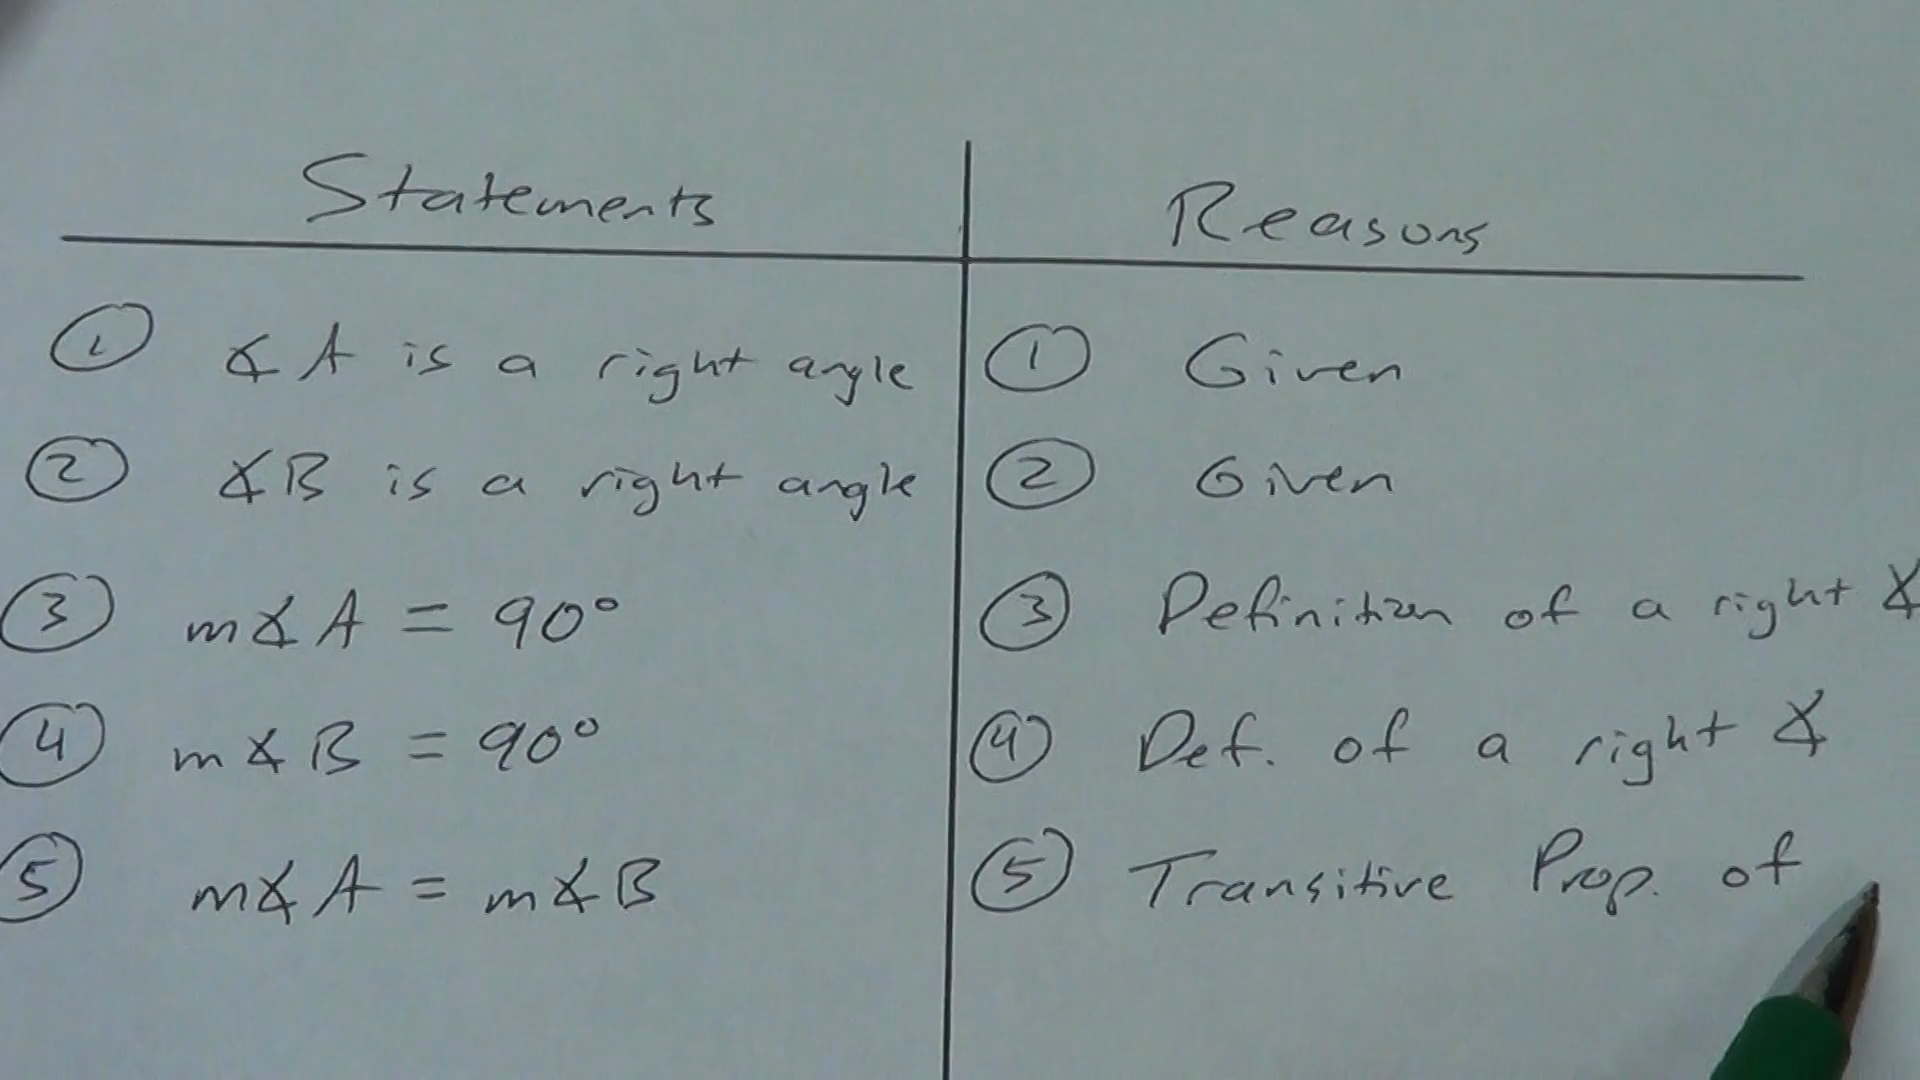 Statements Reasons
① ∡A is a right angle ① Given
② ∡B is a right angle ② Given
③ m∡A = 90° ③ Definition of a right ∡
④ m∡B = 90° ④ Def. of a right ∡
⑤ m∡A = m∡B ⑤ Transitive Prop. of